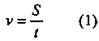 v = S/t (1)